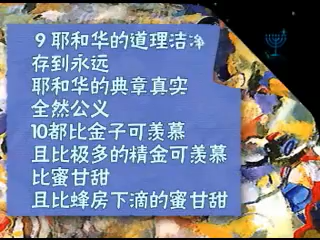 9 耶和华的道理洁净
存到永远
耶和华的典章真实
全然公义
10都比金子可羡慕
且比极多的精金可羡慕
比蜜甘甜
且比蜂房下滴的蜜甘甜